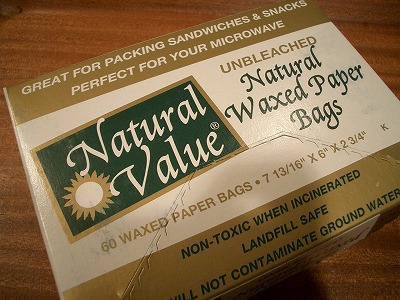 GREAT FOR PACKING SANDWICHES & SNACKS
PERFECT FOR YOUR MICROWAVE
Natural
Value®
UNBLEACHED
Natural
Waxed Paper
Bags
60 WAXED PAPER BAGS • 7 13/16" X 6" X 2 3/4" K
NON-TOXIC WHEN INCINERATED
LANDFILL SAFE
WILL NOT CONTAMINATE GROUND WATER